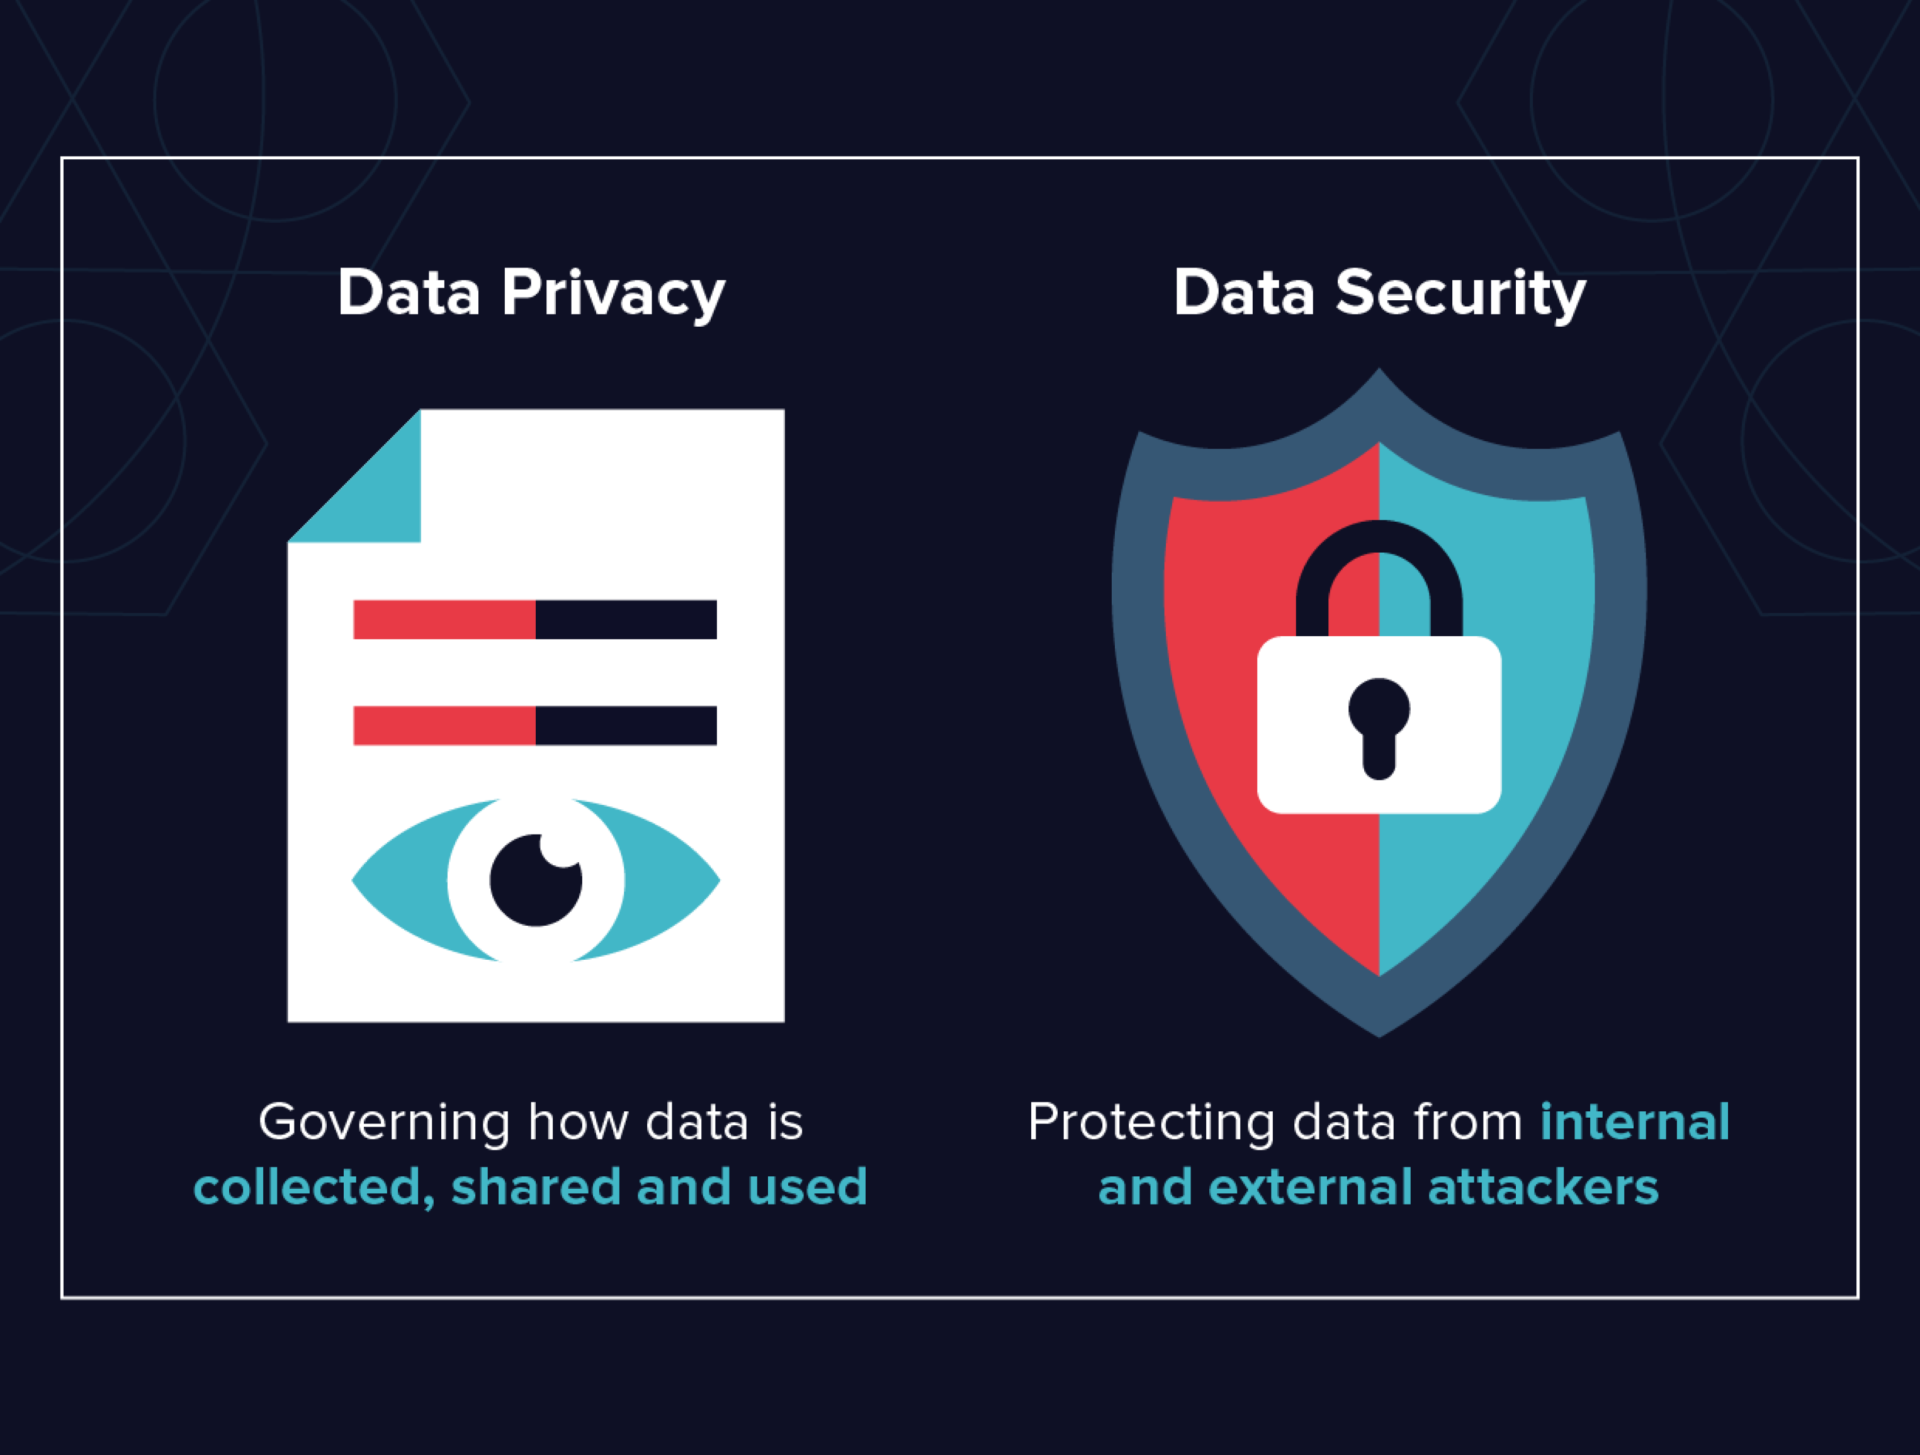 Data Privacy
Data Security
Governing how data is
collected, shared and used
Protecting data from internal
and external attackers